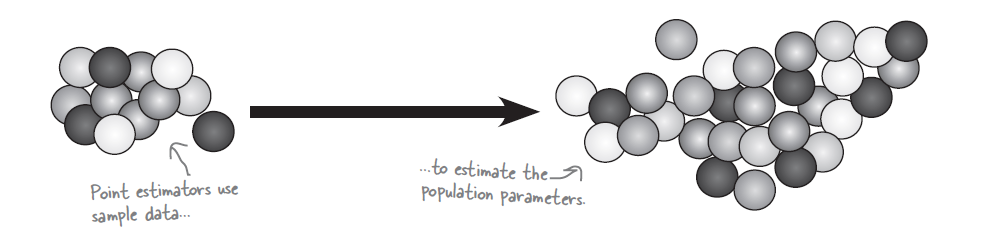 Point estimators use
sample data...
...to estimate the
population parameters.